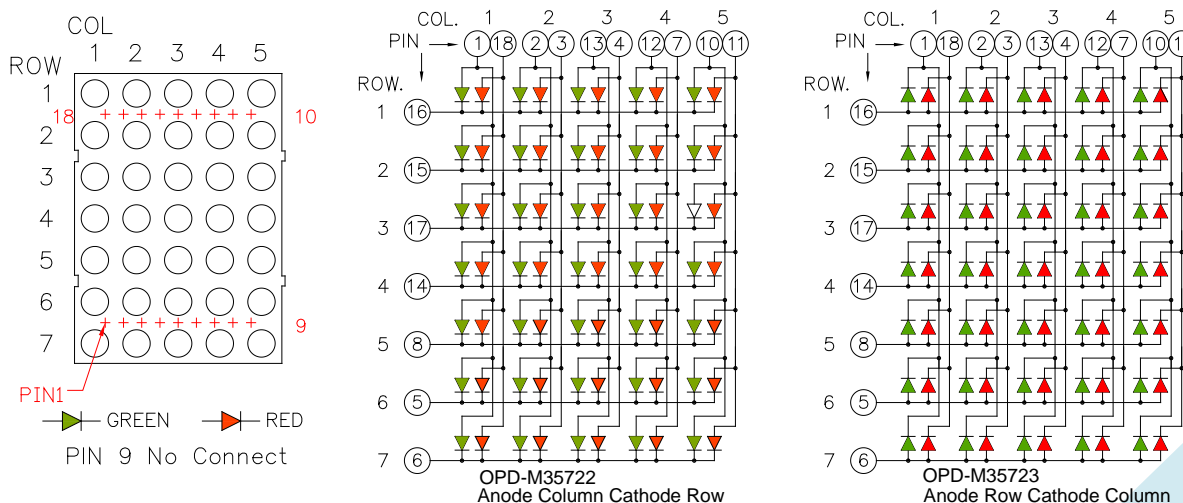 COL
1 2 3 4 5
ROW
1
18 10
2
3
4
5
6
9
7
PIN1
GREEN RED
PIN 9 No Connect
COL. 1 2 3 4 5
PIN 1 18 2 3 13 4 12 7 10 11
ROW.
1 16
2 15
3 17
4 14
5 8
6 5
7 6
OPD-M35722
Anode Column Cathode Row
COL. 1 2 3 4 5
PIN 1 18 2 3 13 4 12 7 10
ROW.
1 16
2 15
3 17
4 14
5 8
6 5
7 6
OPD-M35723
Anode Row Cathode Column